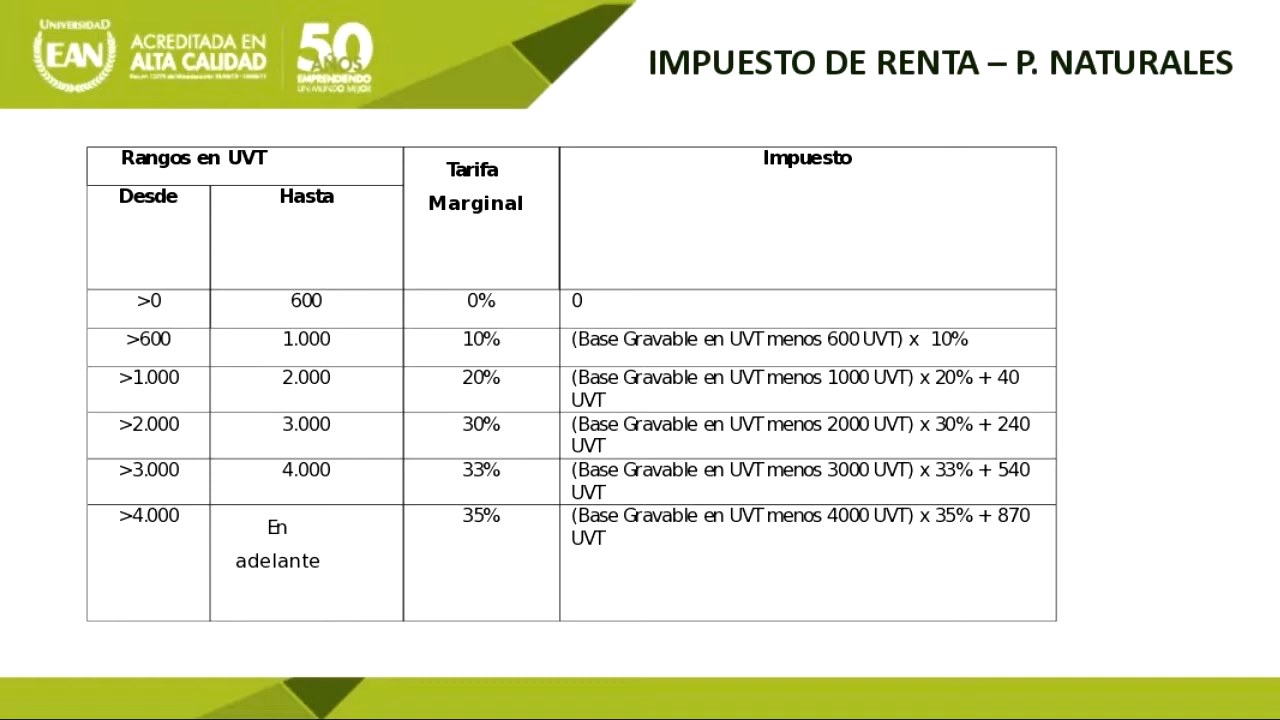 UNIVERSIDAD
EAN
ACREDITADA EN
ALTA CALIDAD
50
AÑOS
EMPRENDIENDO
UN MUNDO MEJOR
IMPUESTO DE RENTA – P. NATURALES
Rangos en UVT
Tarifa
Marginal
Impuesto
Desde
Hasta
>0 600 0% 0
>600 1.000 10% (Base Gravable en UVT menos 600 UVT) x 10%
>1.000 2.000 20% (Base Gravable en UVT menos 1000 UVT) x 20% + 40
UVT
>2.000 3.000 30% (Base Gravable en UVT menos 2000 UVT) x 30% + 240
UVT
>3.000 4.000 33% (Base Gravable en UVT menos 3000 UVT) x 33% + 540
UVT
>4.000 En
adelante 35% (Base Gravable en UVT menos 4000 UVT) x 35% + 870
UVT